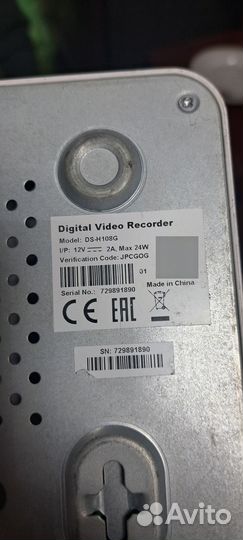 Digital Video Recorder
Model: DS-H108G
I/P: 12V 2A, Max 24W
Verification Code: JPCGOG
01
Serial No.: 729891890
Made in China
CE EAC
SN: 729891890
Avito